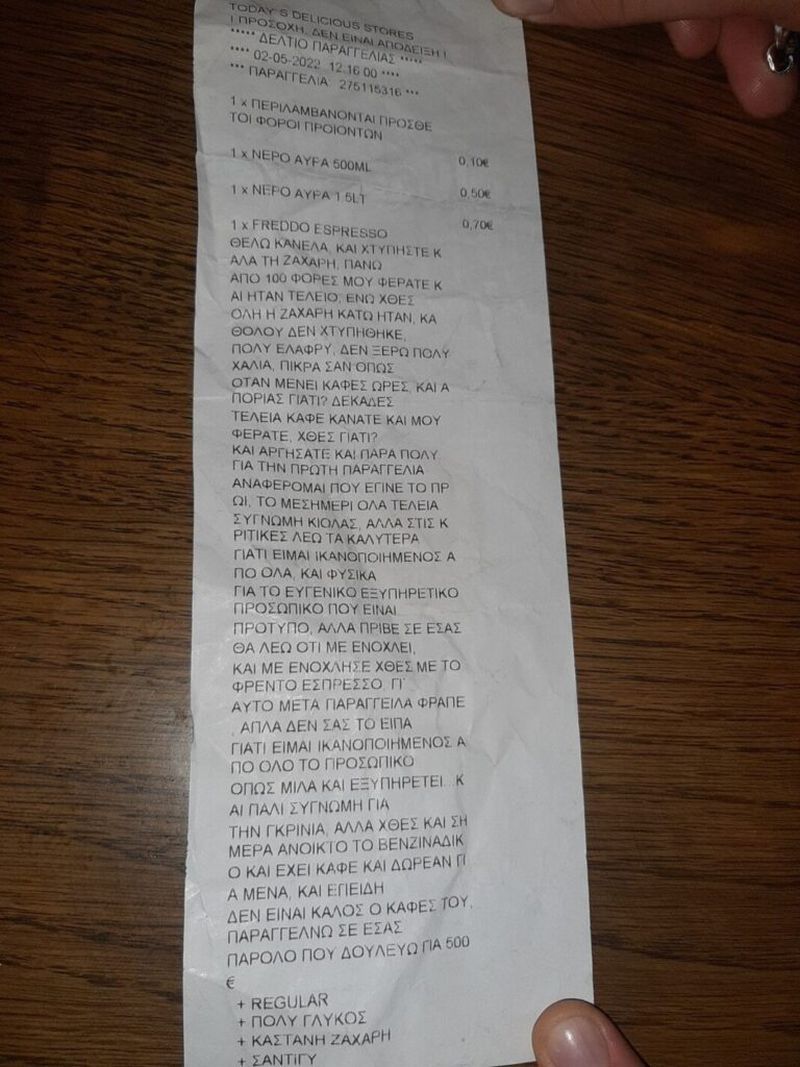 TODAY'S DELICIOUS STORES
! ΠΡΟΣΟΧΗ, ΔΕΝ ΕΙΝΑΙ ΑΠΟΔΕΙΞΗ !
***** ΔΕΛΤΙΟ ΠΑΡΑΓΓΕΛΙΑΣ *****
**** 02-05-2022 12:16:00 ****
*** ΠΑΡΑΓΓΕΛΙΑ: 275115316 ***
1 x ΠΕΡΙΛΑΜΒΑΝΟΝΤΑΙ ΠΡΟΣΘΕ
ΤΟΙ ΦΟΡΟΙ ΠΡΟΙΟΝΤΩΝ
1 x ΝΕΡΟ ΑΥΡΑ 500ML 0,10€
1 x ΝΕΡΟ ΑΥΡΑ 1.5LT 0,50€
1 x FREDDO ESPRESSO 0,70€
ΘΕΛΩ ΚΑΝΕΛΑ, ΚΑΙ ΧΤΥΠΗΣΤΕ Κ
ΑΛΑ ΤΗ ΖΑΧΑΡΗ, ΠΑΝΩ
ΑΠΟ 100 ΦΟΡΕΣ ΜΟΥ ΦΕΡΑΤΕ Κ
ΑΙ ΗΤΑΝ ΤΕΛΕΙΟ, ΕΝΩ ΧΘΕΣ
ΟΛΗ Η ΖΑΧΑΡΗ ΚΑΤΩ ΗΤΑΝ, ΚΑ
ΘΟΛΟΥ ΔΕΝ ΧΤΥΠΗΘΗΚΕ,
ΠΟΛΥ ΕΛΑΦΡΥ, ΔΕΝ ΞΕΡΩ ΠΟΛΥ
ΧΑΛΙΑ, ΠΙΚΡΑ ΣΑΝ ΟΠΩΣ
ΟΤΑΝ ΜΕΝΕΙ ΚΑΦΕΣ ΩΡΕΣ, ΚΑΙ Α
ΠΟΡΙΑΣ ΓΙΑΤΙ? ΔΕΚΑΔΕΣ
ΤΕΛΕΙΑ ΚΑΦΕ ΚΑΝΑΤΕ ΚΑΙ ΜΟΥ
ΦΕΡΑΤΕ, ΧΘΕΣ ΓΙΑΤΙ?
ΚΑΙ ΑΡΓΗΣΑΤΕ ΚΑΙ ΠΑΡΑ ΠΟΛΥ
ΓΙΑ ΤΗΝ ΠΡΩΤΗ ΠΑΡΑΓΓΕΛΙΑ
ΑΝΑΦΕΡΟΜΑΙ ΠΟΥ ΕΓΙΝΕ ΤΟ ΠΡ
ΩΙ, ΤΟ ΜΕΣΗΜΕΡΙ ΟΛΑ ΤΕΛΕΙΑ
ΣΥΓΝΩΜΗ ΚΙΟΛΑΣ, ΑΛΛΑ ΣΤΙΣ Κ
ΡΙΤΙΚΕΣ ΛΕΩ ΤΑ ΚΑΛΥΤΕΡΑ
ΓΙΑΤΙ ΕΙΜΑΙ ΙΚΑΝΟΠΟΙΗΜΕΝΟΣ Α
ΠΟ ΟΛΑ, ΚΑΙ ΦΥΣΙΚΑ
ΓΙΑ ΤΟ ΕΥΓΕΝΙΚΟ ΕΞΥΠΗΡΕΤΙΚΟ
ΠΡΟΣΩΠΙΚΟ ΠΟΥ ΕΙΝΑΙ
ΠΡΟΤΥΠΟ, ΑΛΛΑ ΠΡΙΒΕ ΣΕ ΕΣΑΣ
ΘΑ ΛΕΩ ΟΤΙ ΜΕ ΕΝΟΧΛΕΙ,
ΚΑΙ ΜΕ ΕΝΟΧΛΗΣΕ ΧΘΕΣ ΜΕ ΤΟ
ΦΡΕΝΤΟ ΕΣΠΡΕΣΣΟ, ΓΙ'
ΑΥΤΟ ΜΕΤΑ ΠΑΡΑΓΓΕΙΛΑ ΦΡΑΠΕ
, ΑΠΛΑ ΔΕΝ ΣΑΣ ΤΟ ΕΙΠΑ
ΓΙΑΤΙ ΕΙΜΑΙ ΙΚΑΝΟΠΟΙΗΜΕΝΟΣ Α
ΠΟ ΟΛΟ ΤΟ ΠΡΟΣΩΠΙΚΟ
ΟΠΩΣ ΜΙΛΑ ΚΑΙ ΕΞΥΠΗΡΕΤΕΙ...Κ
ΑΙ ΠΑΛΙ ΣΥΓΝΩΜΗ ΓΙΑ
ΤΗΝ ΓΚΡΙΝΙΑ, ΑΛΛΑ ΧΘΕΣ ΚΑΙ ΣΗ
ΜΕΡΑ ΑΝΟΙΚΤΟ ΤΟ ΒΕΝΖΙΝΑΔΙΚ
Ο ΚΑΙ ΕΧΕΙ ΚΑΦΕ ΚΑΙ ΔΩΡΕΑΝ ΓΙ
Α ΜΕΝΑ, ΚΑΙ ΕΠΕΙΔΗ
ΔΕΝ ΕΙΝΑΙ ΚΑΛΟΣ Ο ΚΑΦΕΣ ΤΟΥ,
ΠΑΡΑΓΓΕΛΝΩ ΣΕ ΕΣΑΣ
ΠΑΡΟΛΟ ΠΟΥ ΔΟΥΛΕΥΩ ΓΙΑ 500
€
+ REGULAR
+ ΠΟΛΥ ΓΛΥΚΟΣ
+ ΚΑΣΤΑΝΗ ΖΑΧΑΡΗ
+ ΣΑΝΤΙΓΥ